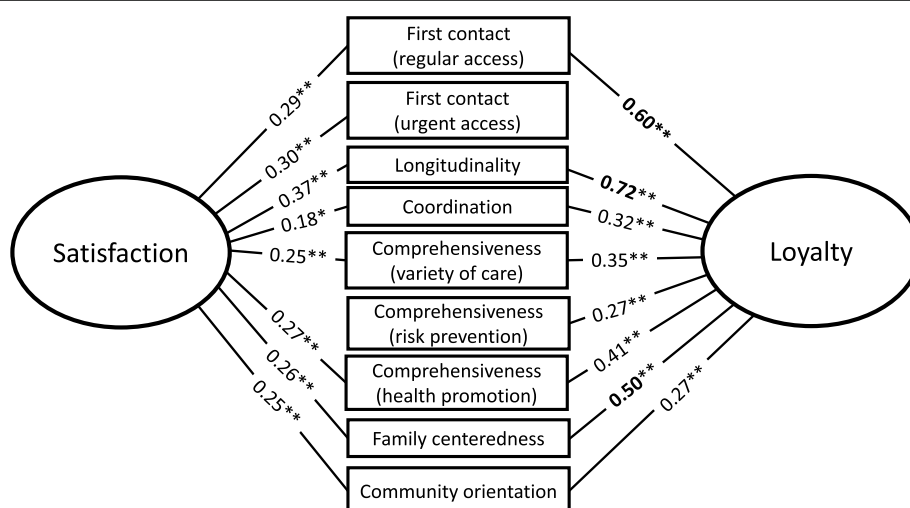 First contact
(regular access)
First contact
(urgent access)
Longitudinality
Coordination
Comprehensiveness
(variety of care)
Comprehensiveness
(risk prevention)
Comprehensiveness
(health promotion)
Family centeredness
Community orientation
Satisfaction
Loyalty
0.29**
0.30**
0.37**
0.18*
0.25**
0.27**
0.26**
0.25**
0.60**
0.72**
0.32**
0.35**
0.27**
0.41**
0.50**
0.27**